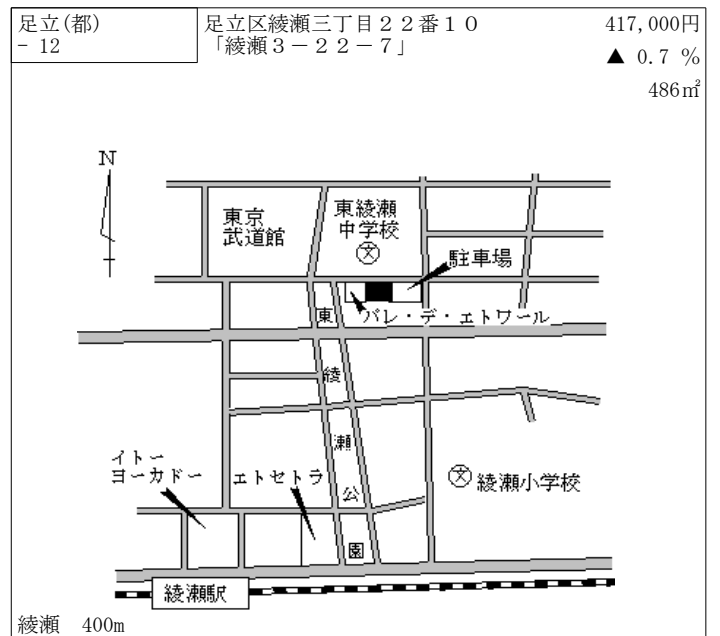 足立(都)
- 12
足立区綾瀬三丁目２２番１０
「綾瀬３－２２－７」
417,000円
▲ 0.7 %
486㎡
N
東京
武道館
東綾瀬
中学校
文
駐車場
パレ・デ・エトワール
東
綾
瀬
公
園
イトー
ヨーカドー
エトセトラ
文 綾瀬小学校
綾瀬駅
綾瀬 400m